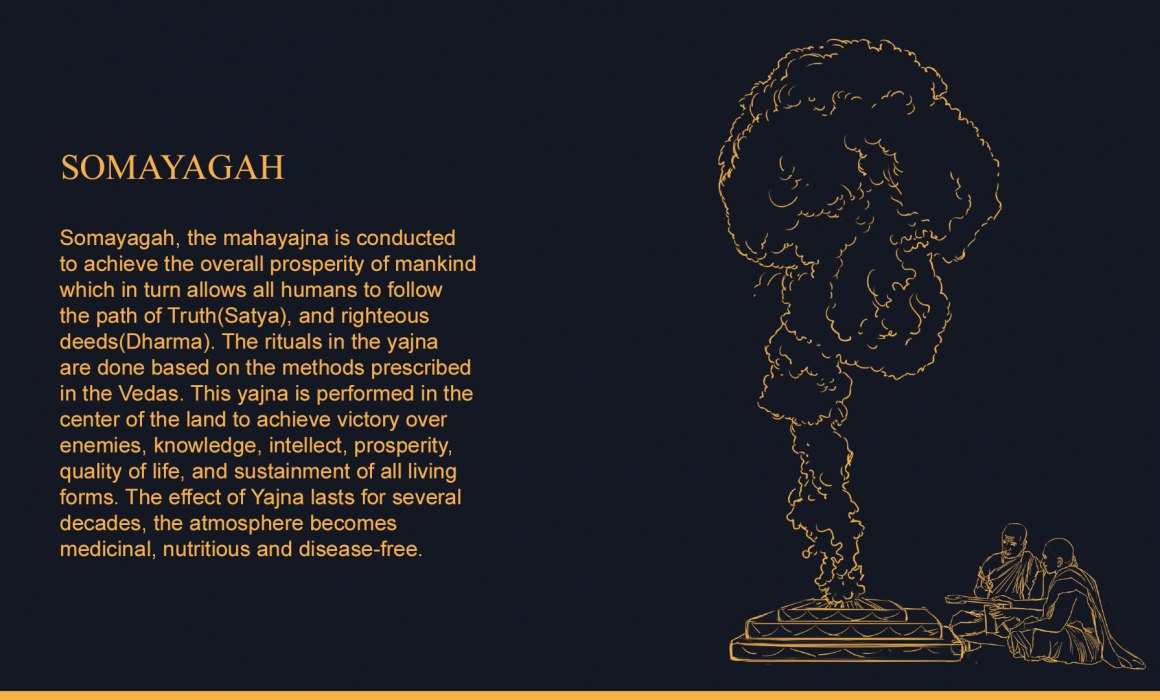 SOMAYAGAH
Somayagah, the mahayajna is conducted
to achieve the overall prosperity of mankind
which in turn allows all humans to follow
the path of Truth(Satya), and righteous
deeds(Dharma). The rituals in the yajna
are done based on the methods prescribed
in the Vedas. This yajna is performed in the
center of the land to achieve victory over
enemies, knowledge, intellect, prosperity,
quality of life, and sustainment of all living
forms. The effect of Yajna lasts for several
decades, the atmosphere becomes
medicinal, nutritious and disease-free.